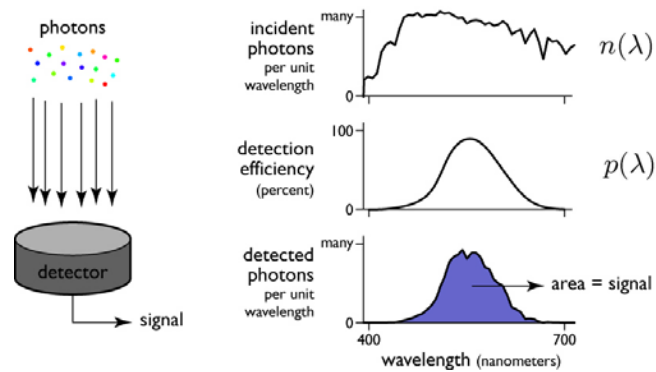 photons
detector
signal
incident
photons
per unit
wavelength
many
0
n(λ)
detection
efficiency
(percent)
100
0
p(λ)
detected
photons
per unit
wavelength
many
0
area = signal
400 700
wavelength (nanometers)